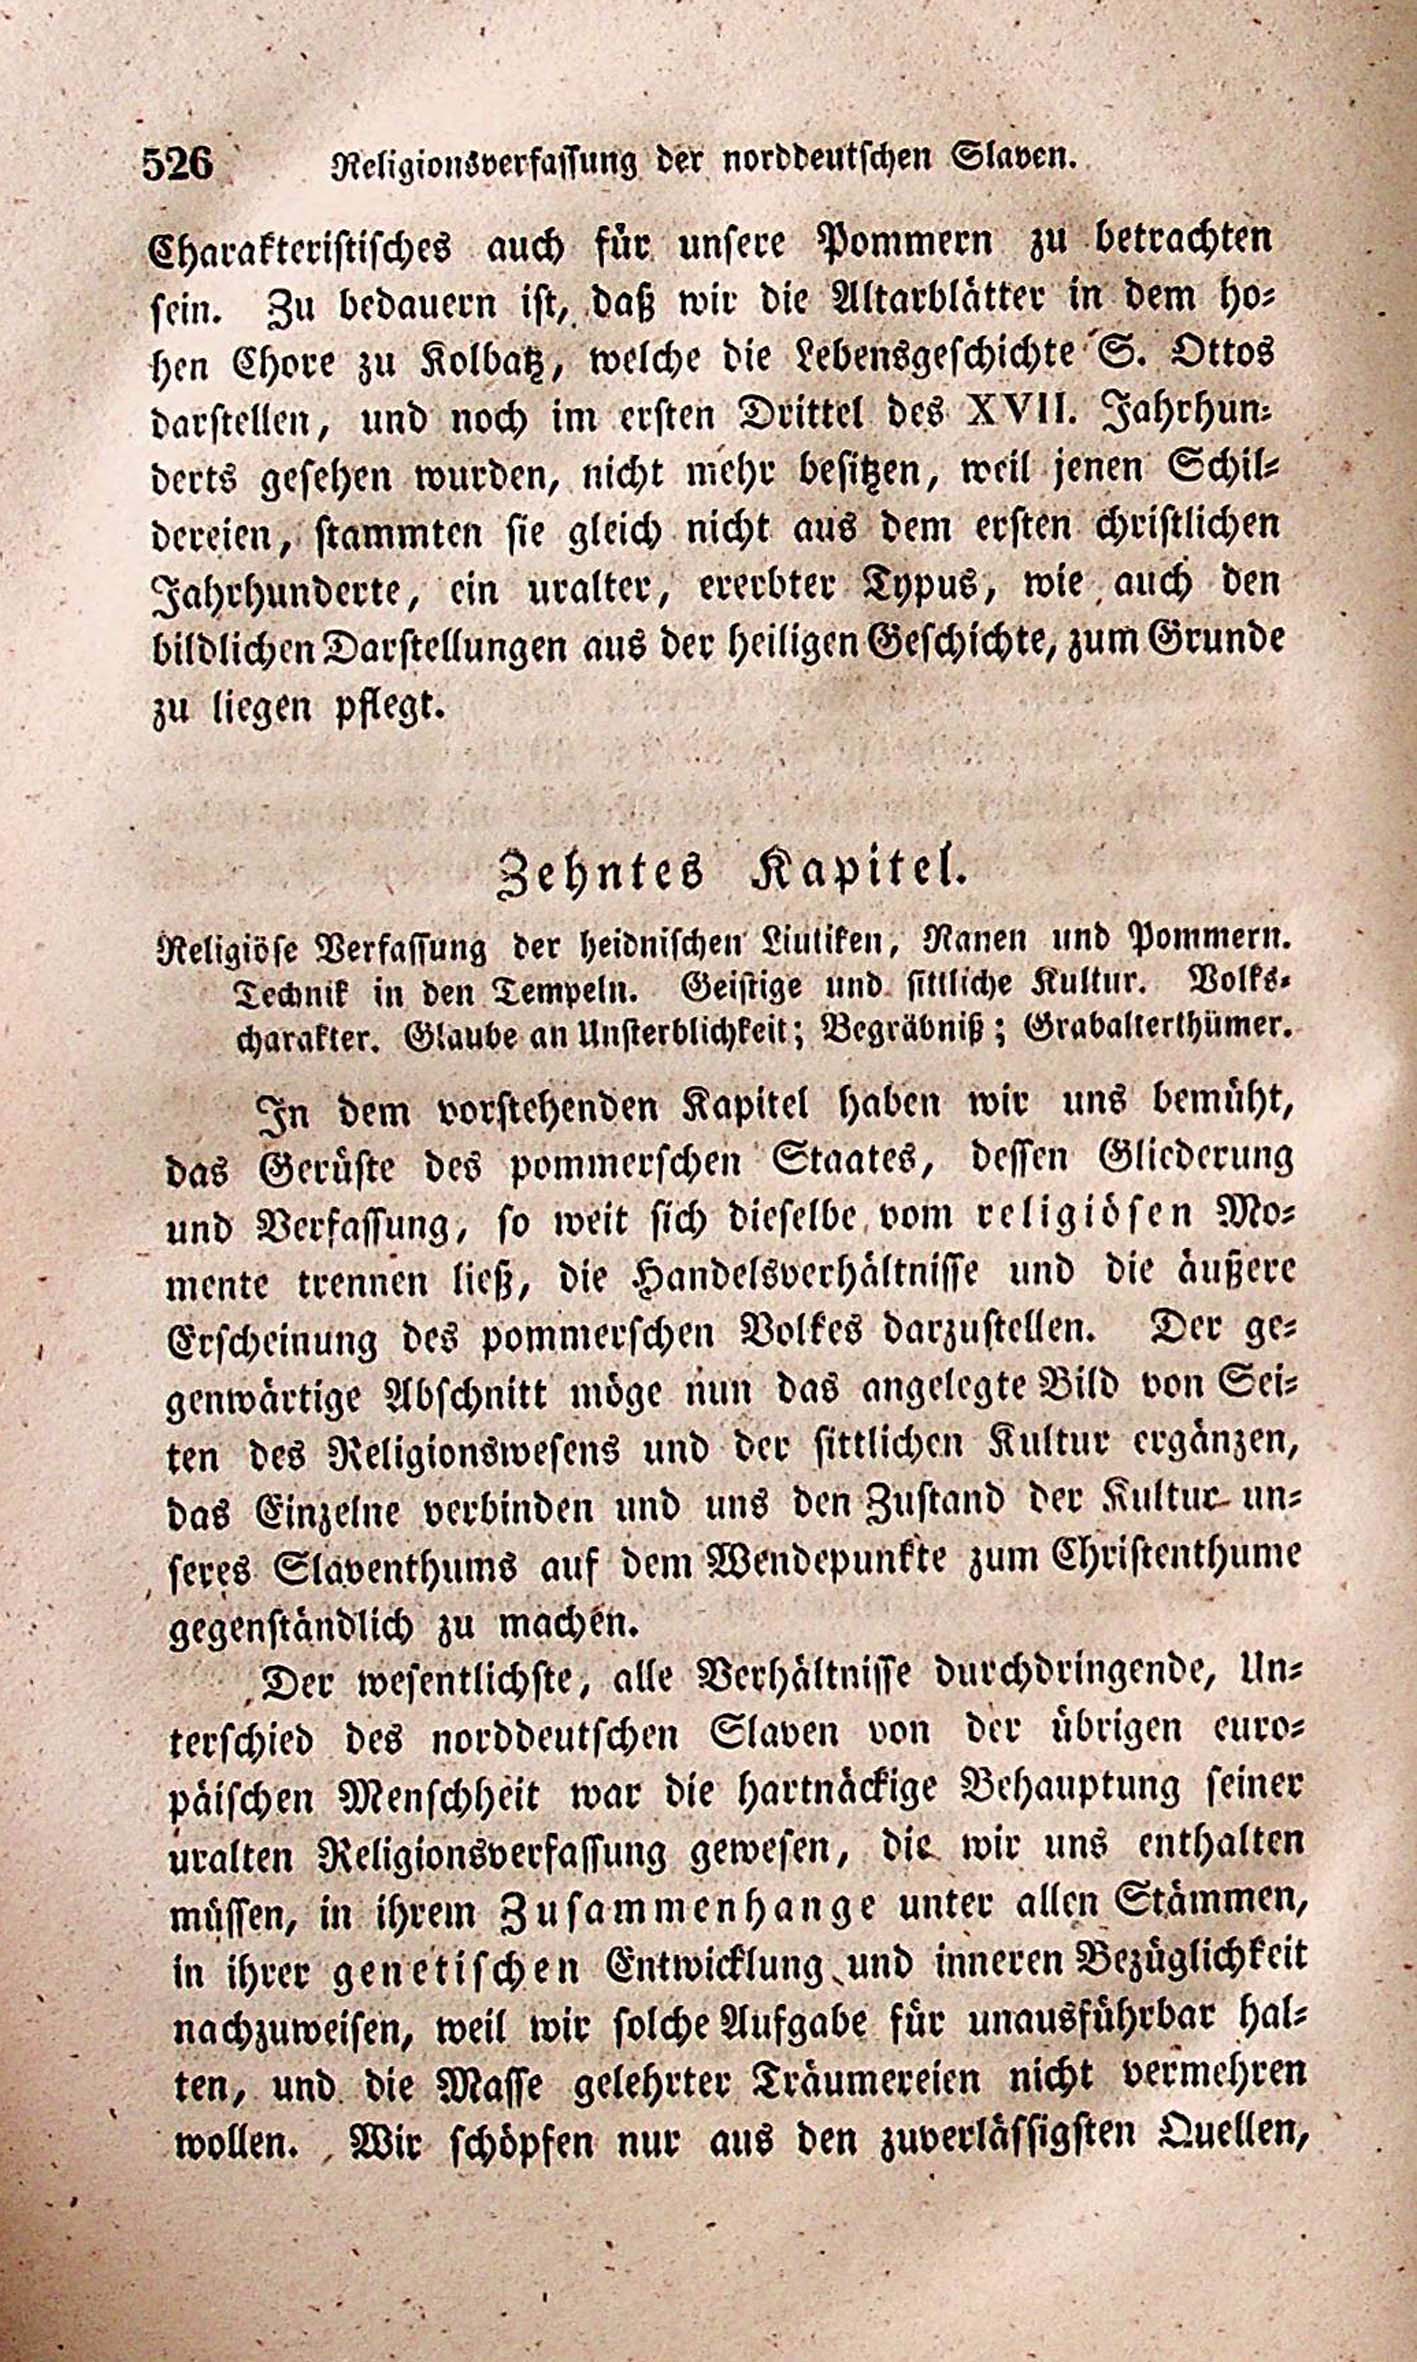 526 Religionsverfassung der norddeutschen Slaven.
Charakteristisches auch für unsere Pommern zu betrachten
sein. Zu bedauern ist, daß wir die Altarblätter in dem ho-
hen Chore zu Kolbatz, welche die Lebensgeschichte S. Ottos
darstellen, und noch im ersten Drittel des XVII. Jahrhun-
derts gesehen wurden, nicht mehr besitzen, weil jenen Schil-
dereien, stammten sie gleich nicht aus dem ersten christlichen
Jahrhunderte, ein uralter, ererbter Typus, wie auch den
bildlichen Darstellungen aus der heiligen Geschichte, zum Grunde
zu liegen pflegt.
Zehntes Kapitel.
Religiöse Verfassung der heidnischen Liutiken, Ranen und Pommern.
Technik in den Tempeln. Geistige und sittliche Kultur. Volks-
charakter. Glaube an Unsterblichkeit; Begräbniß; Grabalterthümer.
In dem vorstehenden Kapitel haben wir uns bemüht,
das Gerüste des pommerschen Staates, dessen Gliederung
und Verfassung, so weit sich dieselbe vom religiösen Mo-
mente trennen ließ, die Handelsverhältnisse und die äußere
Erscheinung des pommerschen Volkes darzustellen. Der ge-
genwärtige Abschnitt möge nun das angelegte Bild von Sei-
ten des Religionswesens und der sittlichen Kultur ergänzen,
das Einzelne verbinden und uns den Zustand der Kultur un-
seres Slaventhums auf dem Wendepunkte zum Christenthume
gegenständlich zu machen.
Der wesentlichste, alle Verhältnisse durchdringende, Un-
terschied des norddeutschen Slaven von der übrigen euro-
päischen Menschheit war die hartnäckige Behauptung seiner
uralten Religionsverfassung gewesen, die wir uns enthalten
müssen, in ihrem Zusammenhange unter allen Stämmen,
in ihrer genetischen Entwicklung und inneren Bezüglichkeit
nachzuweisen, weil wir solche Aufgabe für unausführbar hal-
ten, und die Masse gelehrter Träumereien nicht vermehren
wollen. Wir schöpfen nur aus den zuverlässigsten Quellen,